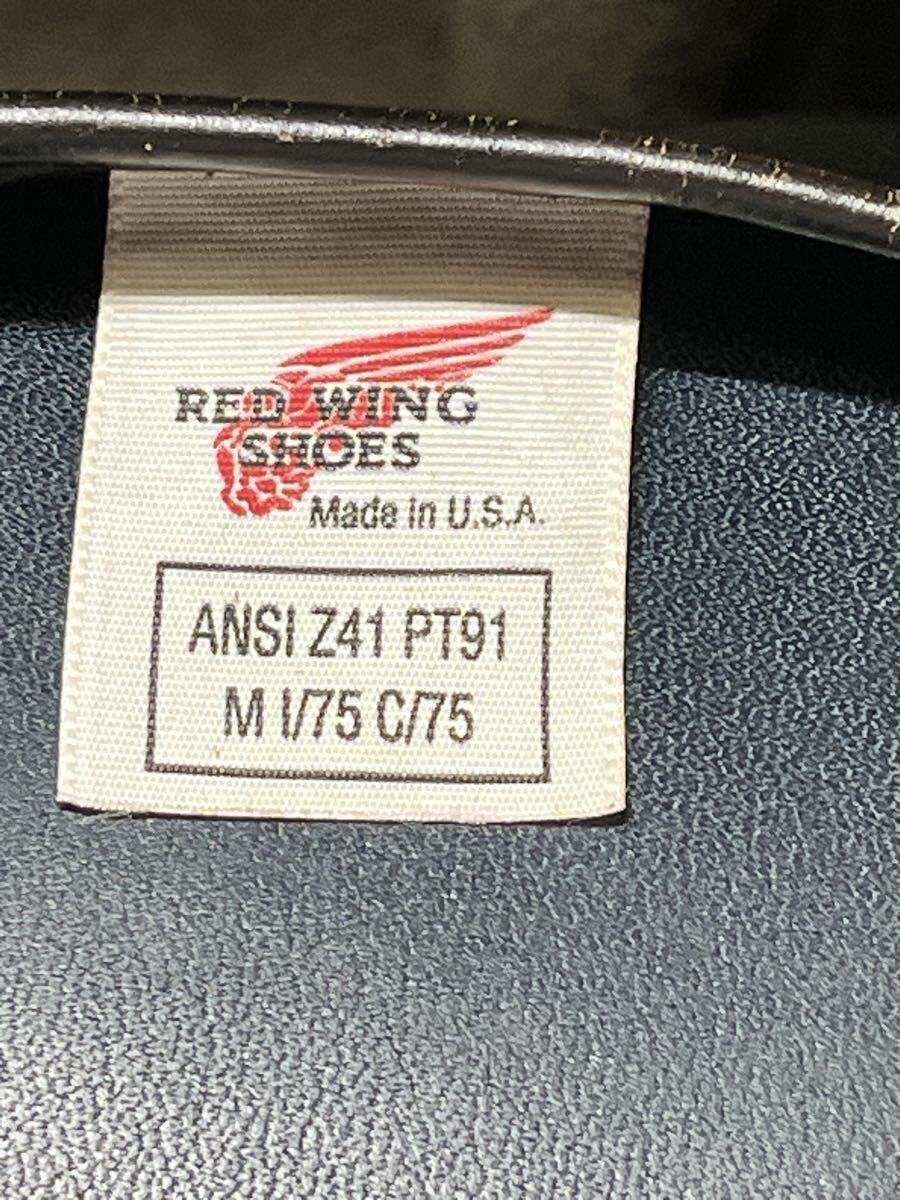 RED WING
SHOES
Made in U.S.A.
ANSI Z41 PT91
M I/75 C/75